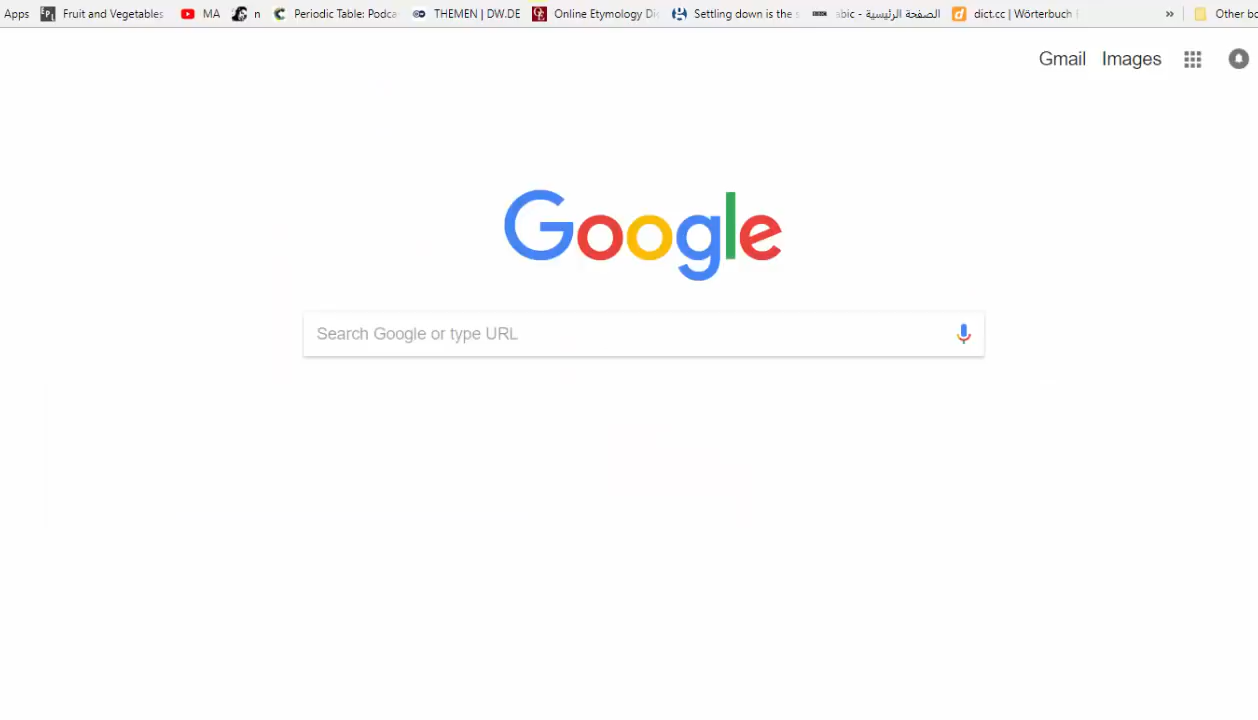 Apps Fruit and Vegetables MA n Periodic Table: Podca THEMEN | DW.DE Online Etymology Di Settling down is the الصفحة الرئيسية - abic dict.cc | Wörterbuch » Other bo
Gmail Images
Google
Search Google or type URL